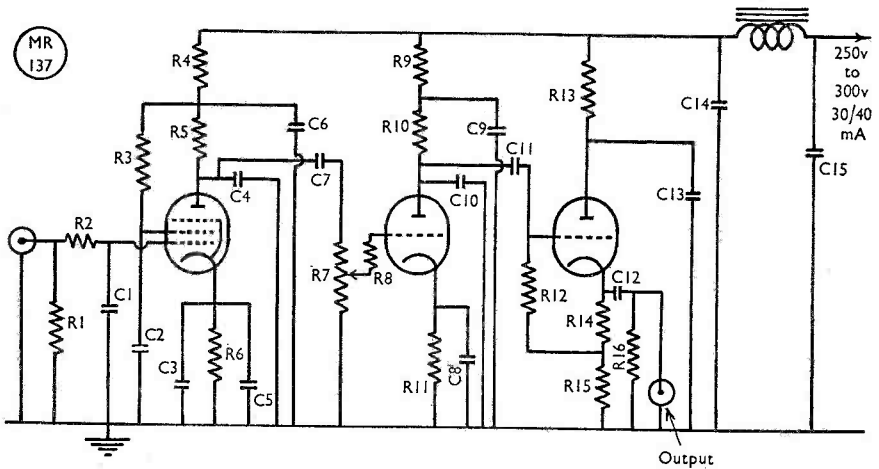 MR
137
R4
R9
R13
C14
250v
to
300v
30/40
mA
R3
R5
C6
R10
C9
C11
C7
C4
C10
C13
C15
R2
R7
R8
R12
C12
R1
C1
C2
C3
R6
C5
R11
C8
R14
R16
R15
Output